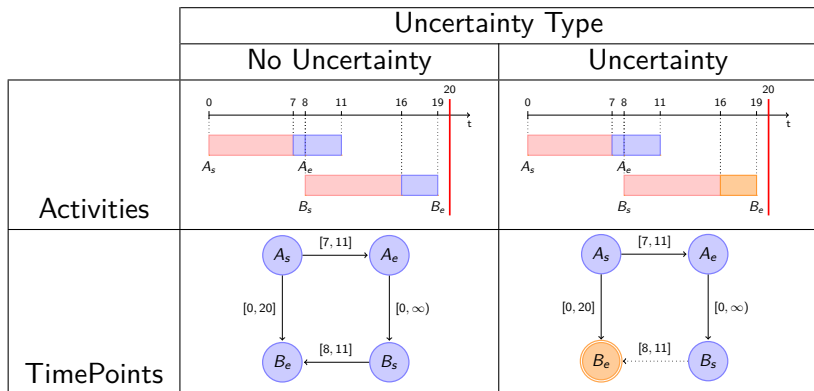 Uncertainty Type
No Uncertainty Uncertainty
20 20
0 7 8 11 16 19 0 7 8 11 16 19
t t
A_s A_e A_s A_e
Activities B_s B_e B_s B_e
A_s [7, 11] A_e A_s [7, 11] A_e
[0, 20] [0, ∞) [0, 20] [0, ∞)
TimePoints B_e [8, 11] B_s B_e [8, 11] B_s